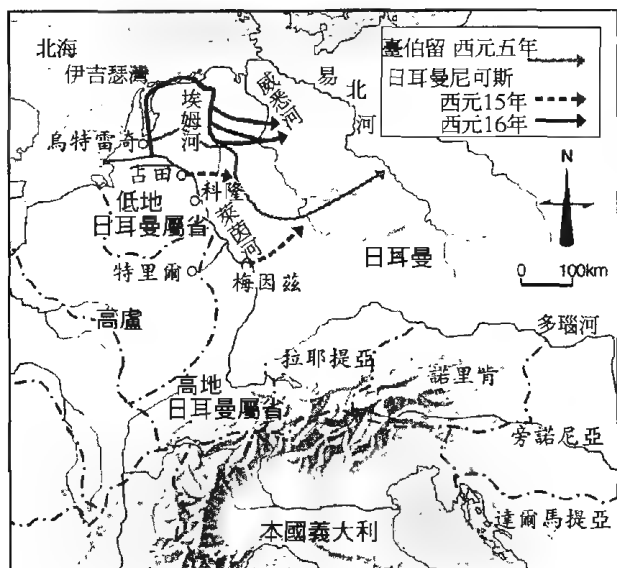 北海
伊吉瑟灣
烏特雷奇
埃姆河
威悉河
易北河
臺伯留 西元五年
日耳曼尼可斯
西元15年
西元16年
N
0 100km
古田
科隆
低地
日耳曼屬省
萊茵河
特里爾
梅因茲
日耳曼
高盧
多瑙河
拉耶提亞
諾里肯
高地
日耳曼屬省
旁諾尼亞
本國義大利
達爾馬提亞